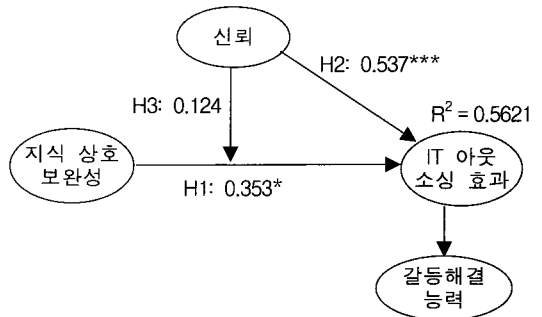 신뢰
H2: 0.537***
H3: 0.124
R² = 0.5621
지식 상호
보완성
H1: 0.353*
IT 아웃
소싱 효과
갈등해결
능력